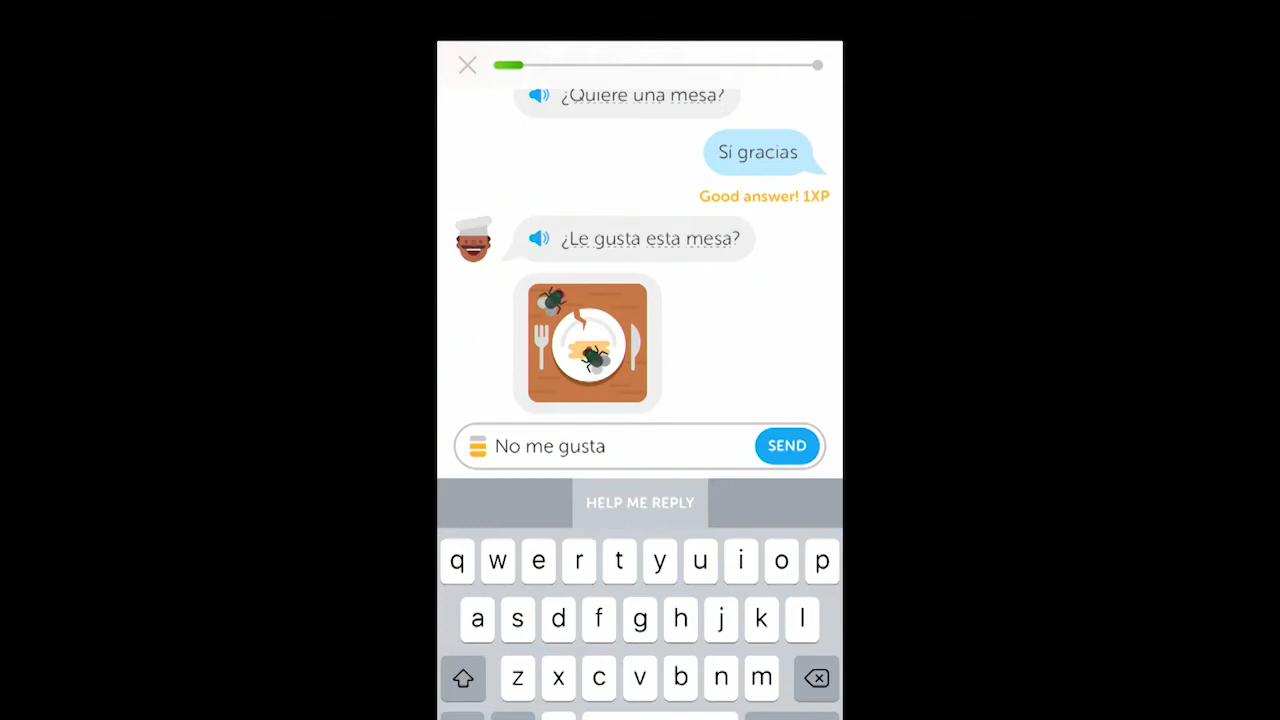 ¿Quiere una mesa?
Sí gracias
Good answer! 1XP
¿Le gusta esta mesa?
No me gusta
SEND
HELP ME REPLY
q w e r t y u i o p
a s d f g h j k l
z x c v b n m